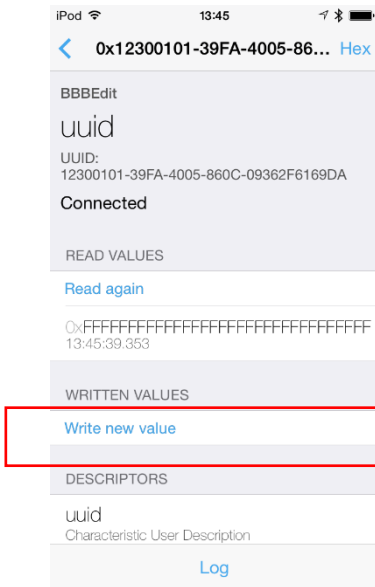 iPod 13:45
0x12300101-39FA-4005-86... Hex
BBBEdit
uuid
UUID:
12300101-39FA-4005-860C-09362F6169DA
Connected
READ VALUES
Read again
0xFFFFFFFFFFFFFFFFFFFFFFFFFFFFFFFF
13:45:39.353
WRITTEN VALUES
Write new value
DESCRIPTORS
uuid
Characteristic User Description
Log